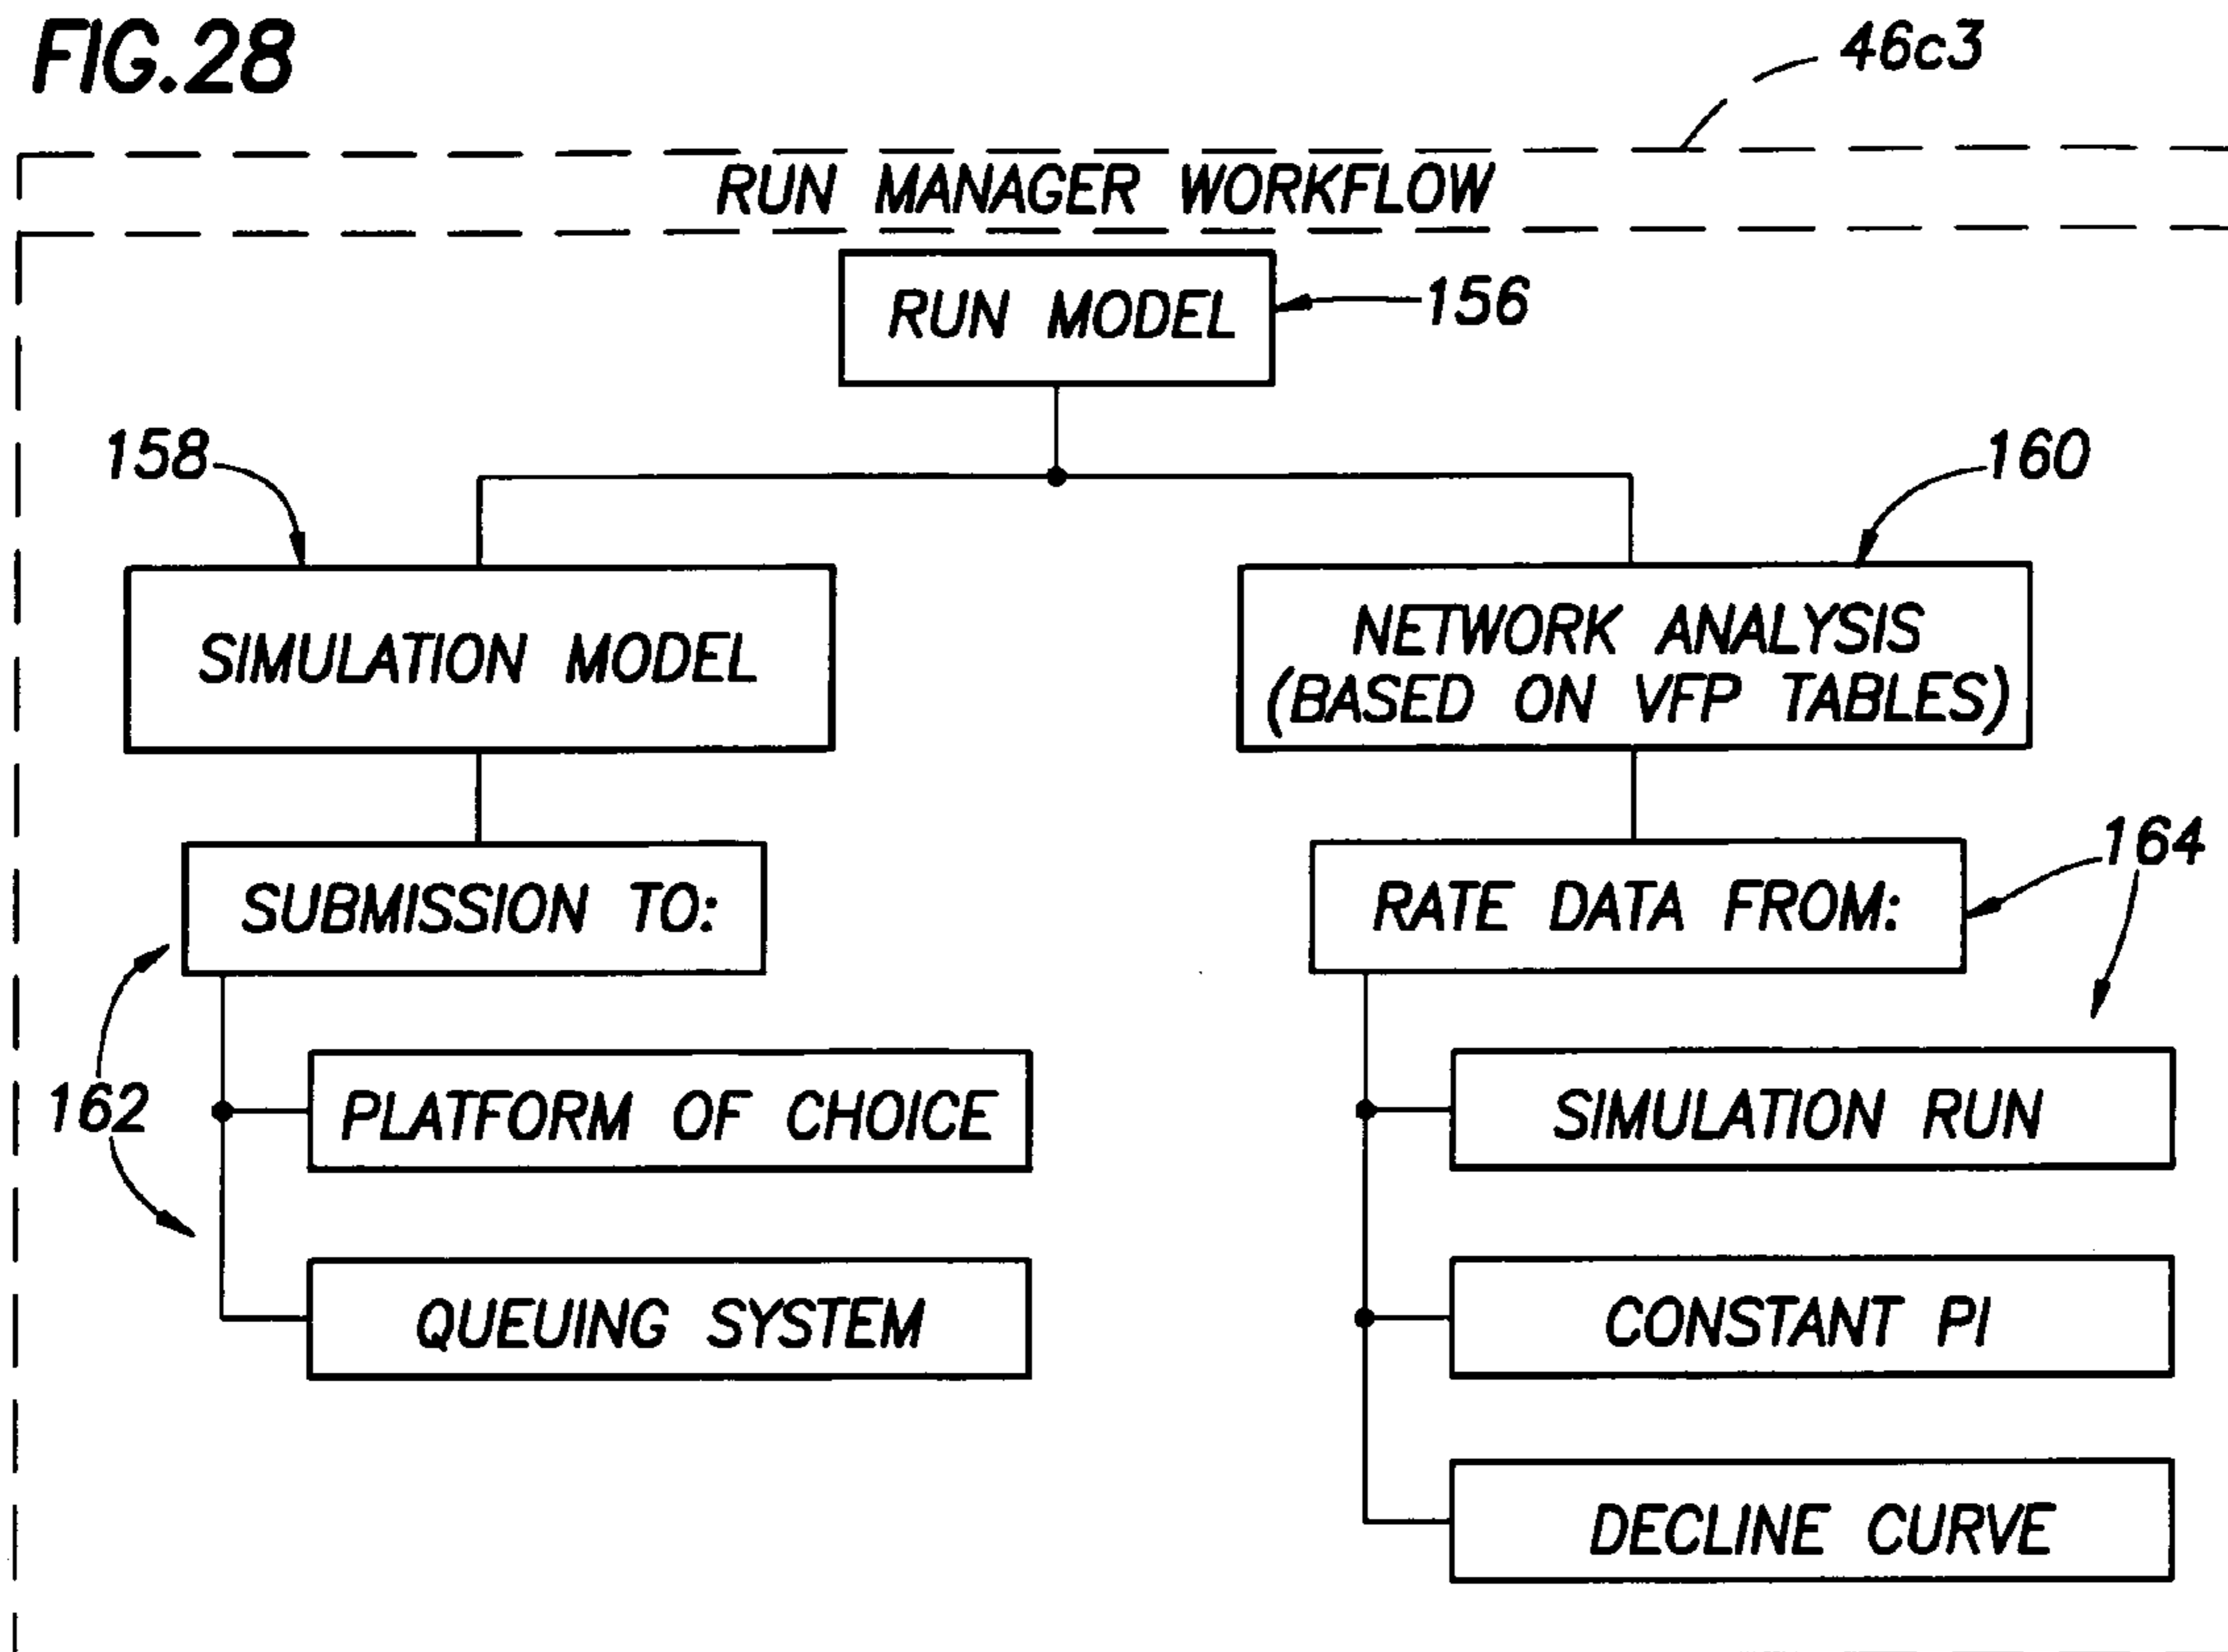 FIG.28
46c3
RUN MANAGER WORKFLOW
RUN MODEL
156
158
160
SIMULATION MODEL
NETWORK ANALYSIS
(BASED ON VFP TABLES)
164
SUBMISSION TO:
RATE DATA FROM:
162
PLATFORM OF CHOICE
SIMULATION RUN
QUEUING SYSTEM
CONSTANT PI
DECLINE CURVE